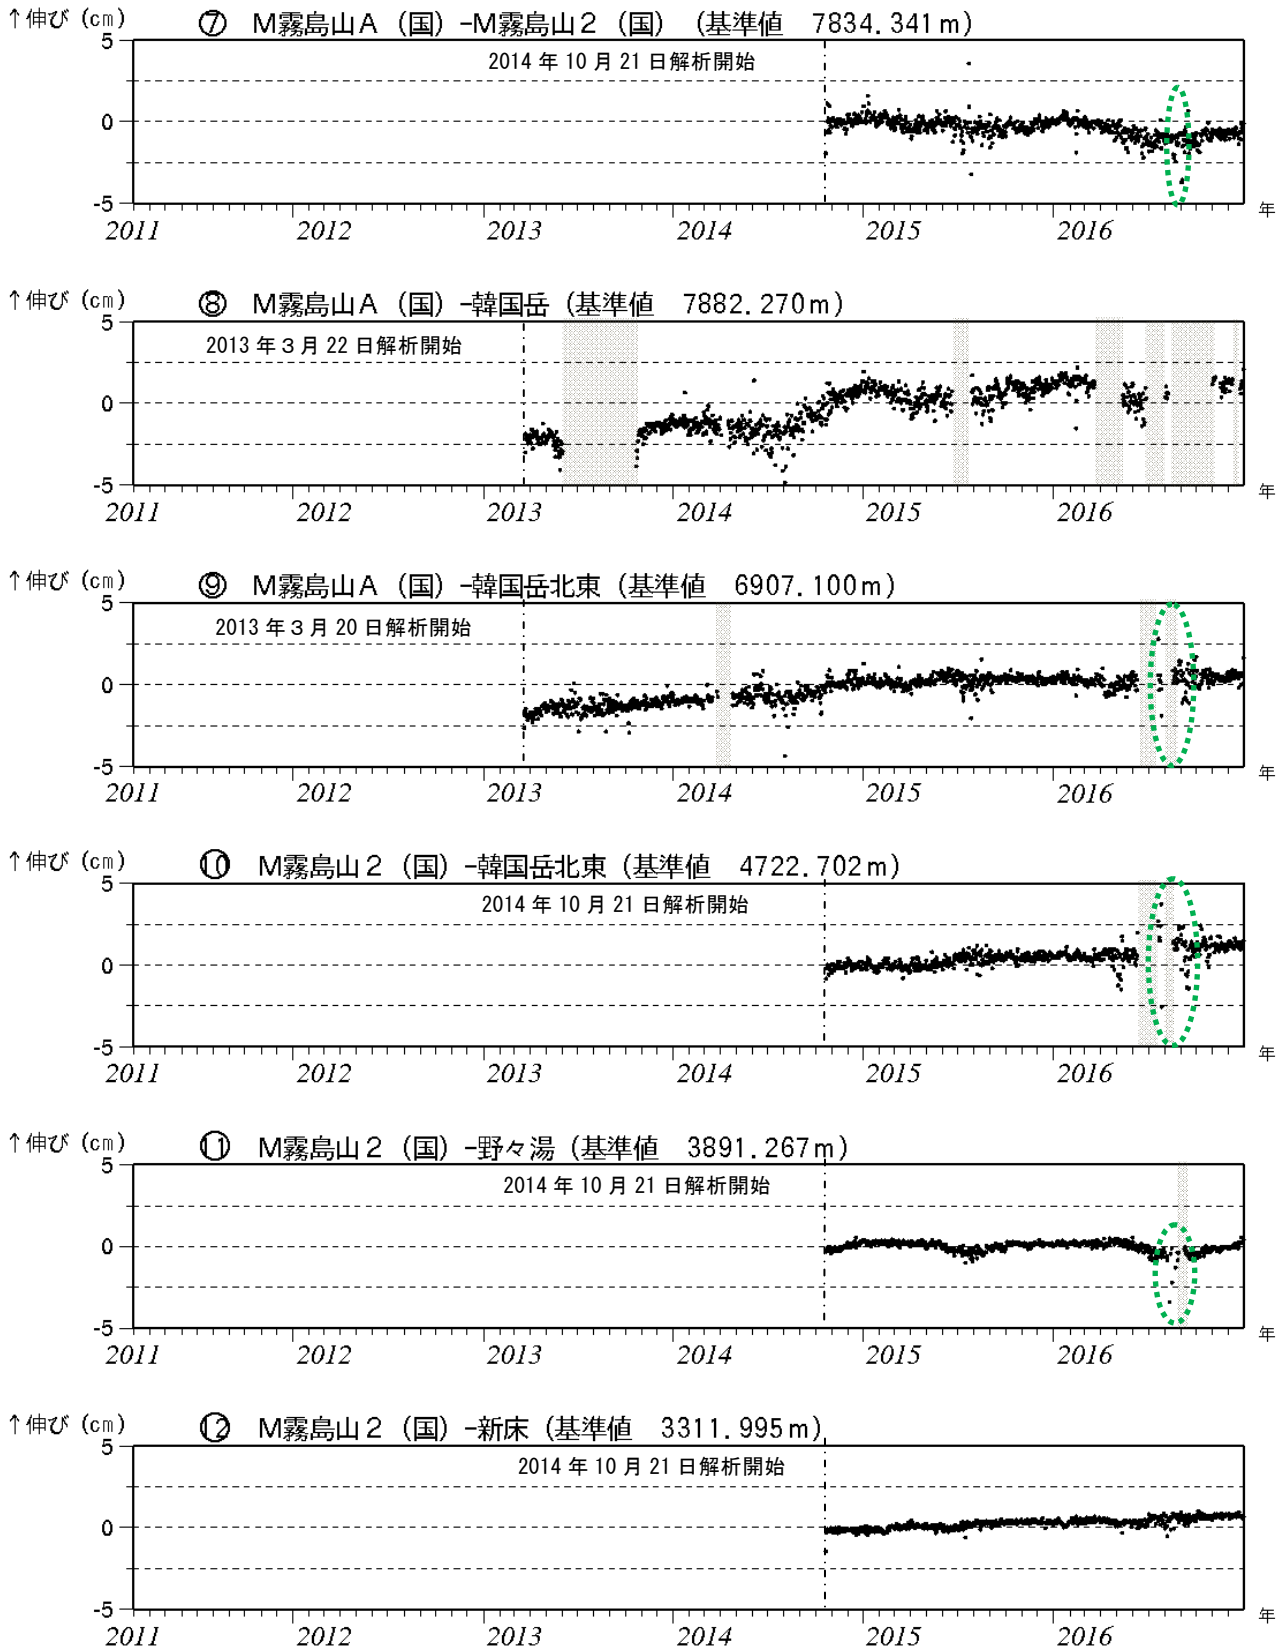 ↑伸び (cm) ⑦ M霧島山A (国) -M霧島山2 (国) (基準値 7834.341m)
5
2014年10月21日解析開始
0
-5
2011 2012 2013 2014 2015 2016 年
↑伸び (cm) ⑧ M霧島山A (国) -韓国岳 (基準値 7882.270m)
5
2013年3月22日解析開始
0
-5
2011 2012 2013 2014 2015 2016 年
↑伸び (cm) ⑨ M霧島山A (国) -韓国岳北東 (基準値 6907.100m)
5
2013年3月20日解析開始
0
-5
2011 2012 2013 2014 2015 2016 年
↑伸び (cm) ⑩ M霧島山2 (国) -韓国岳北東 (基準値 4722.702m)
5
2014年10月21日解析開始
0
-5
2011 2012 2013 2014 2015 2016 年
↑伸び (cm) ⑪ M霧島山2 (国) -野々湯 (基準値 3891.267m)
5
2014年10月21日解析開始
0
-5
2011 2012 2013 2014 2015 2016 年
↑伸び (cm) ⑫ M霧島山2 (国) -新床 (基準値 3311.995m)
5
2014年10月21日解析開始
0
-5
2011 2012 2013 2014 2015 2016 年